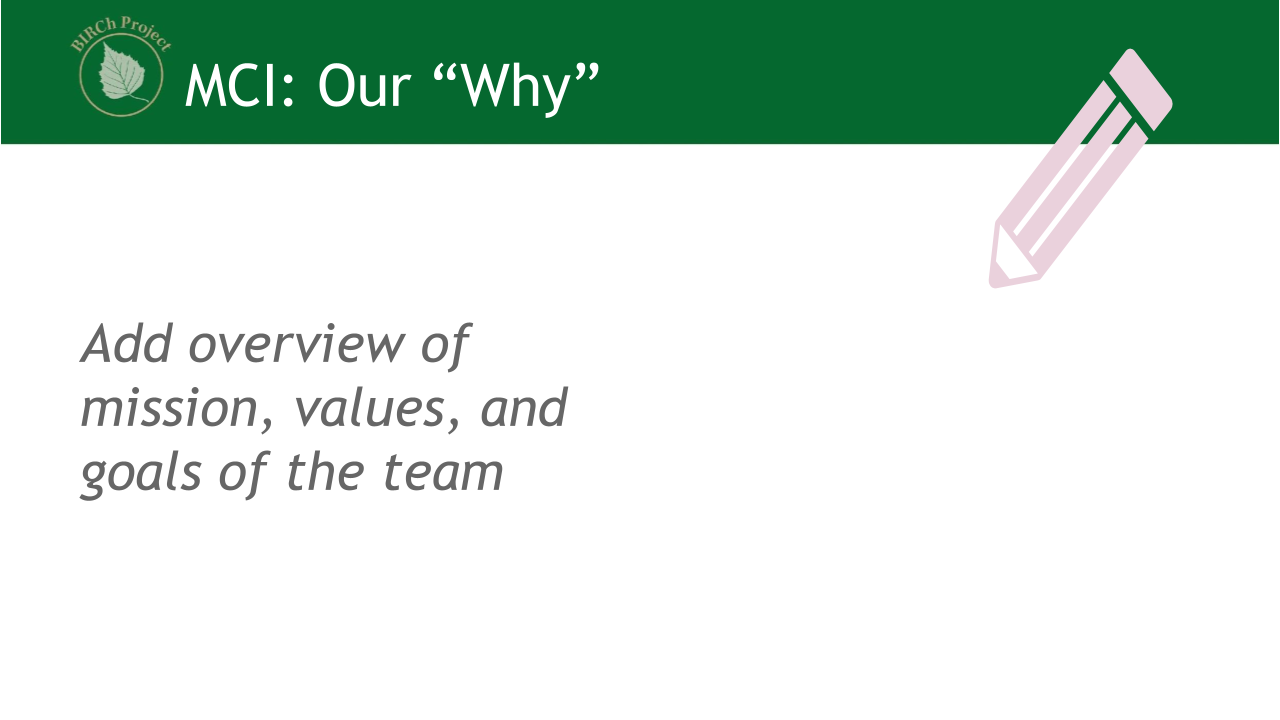 BIRCh Project
MCI: Our “Why”
Add overview of
mission, values, and
goals of the team